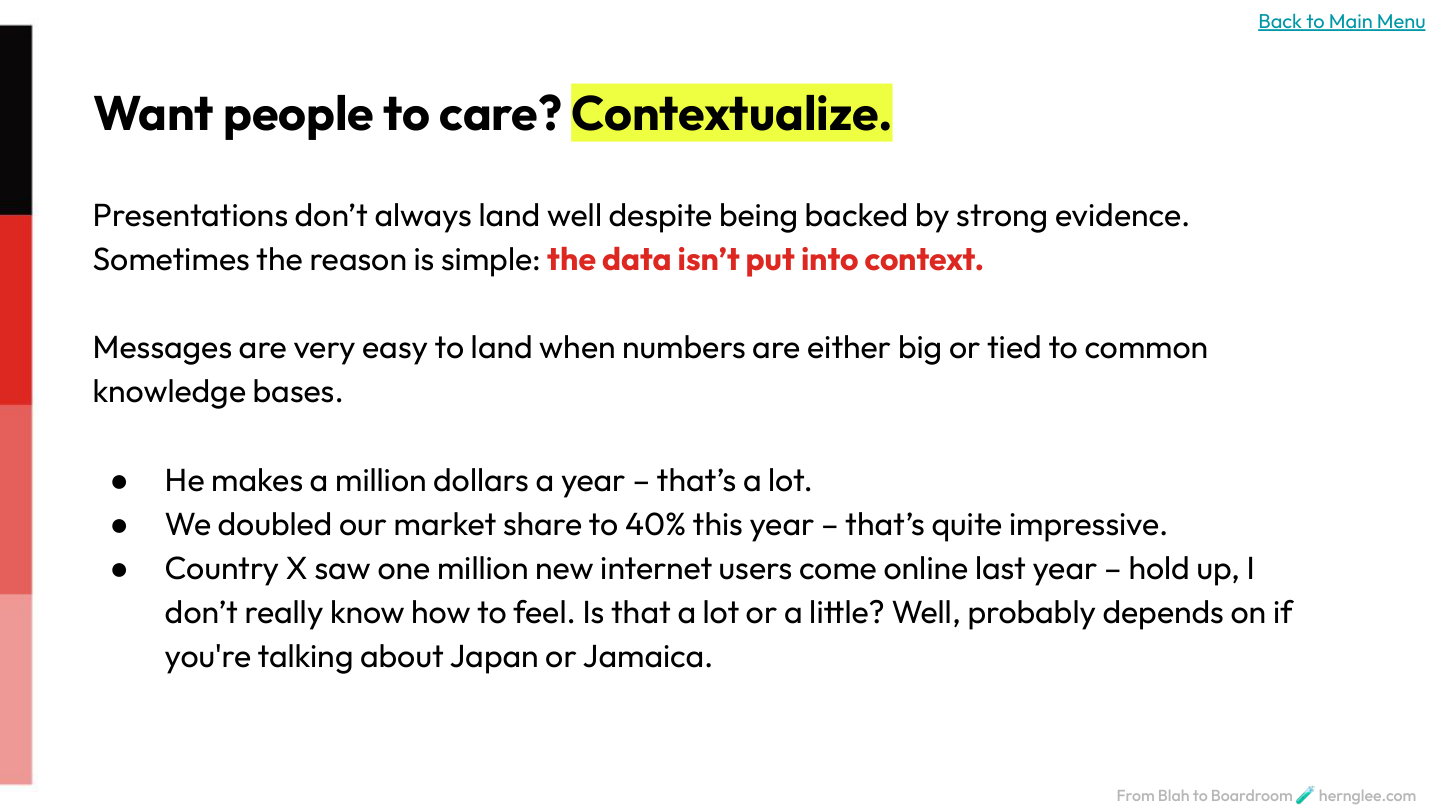 Back to Main Menu
Want people to care? Contextualize.
Presentations don’t always land well despite being backed by strong evidence.
Sometimes the reason is simple: the data isn’t put into context.
Messages are very easy to land when numbers are either big or tied to common
knowledge bases.
● He makes a million dollars a year – that’s a lot.
● We doubled our market share to 40% this year – that’s quite impressive.
● Country X saw one million new internet users come online last year – hold up, I
don’t really know how to feel. Is that a lot or a little? Well, probably depends on if
you're talking about Japan or Jamaica.
From Blah to Boardroom 🧪 hernglee.com